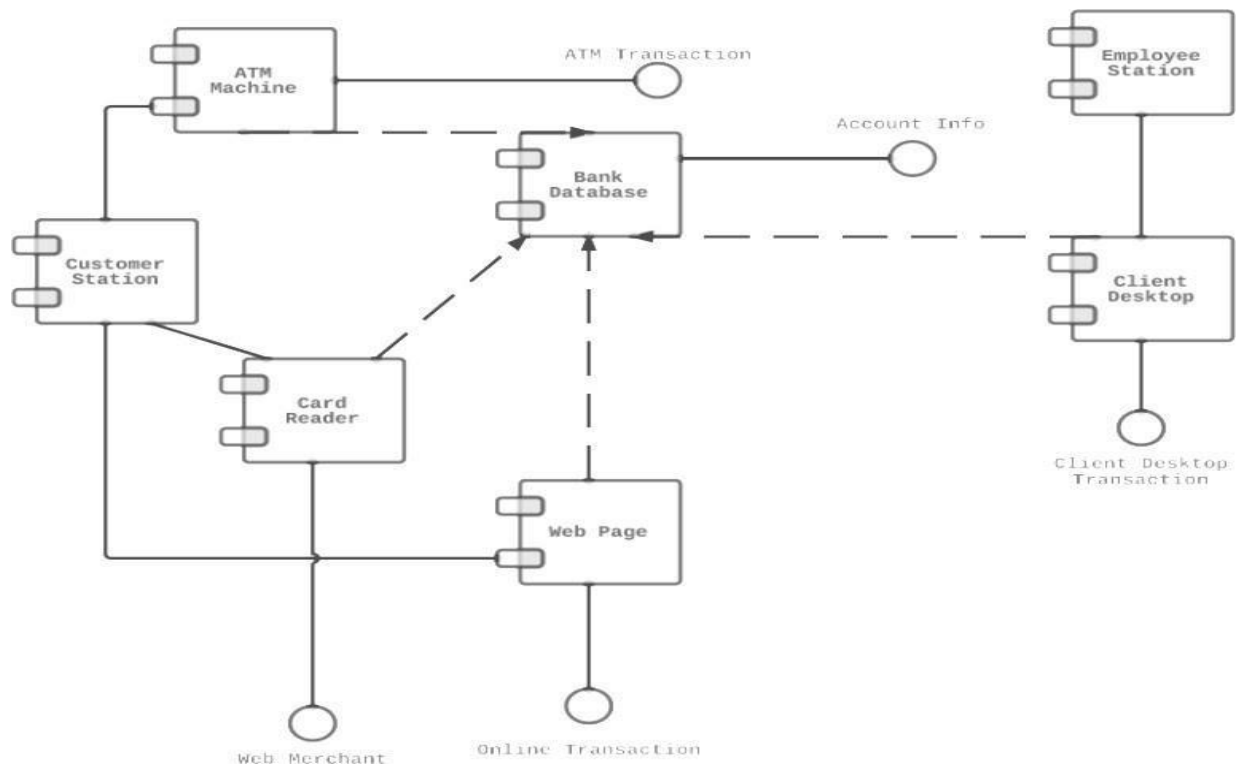 ATM Transaction
Employee
Station
ATM
Machine
Account Info
Bank
Database
Customer
Station
Client
Desktop
Card
Reader
Client Desktop
Transaction
Web Page
Online Transaction
Web Merchant